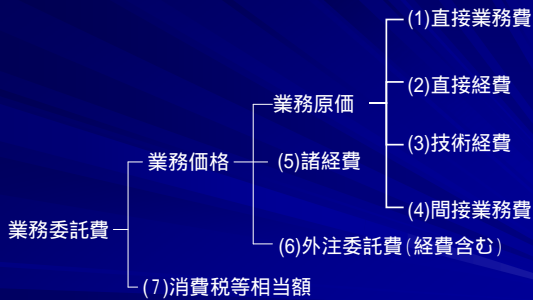 (1)直接業務費
(2)直接経費
業務原価
(3)技術経費
業務価格
(5)諸経費
(4)間接業務費
業務委託費
(6)外注委託費(経費含む)
(7)消費税等相当額